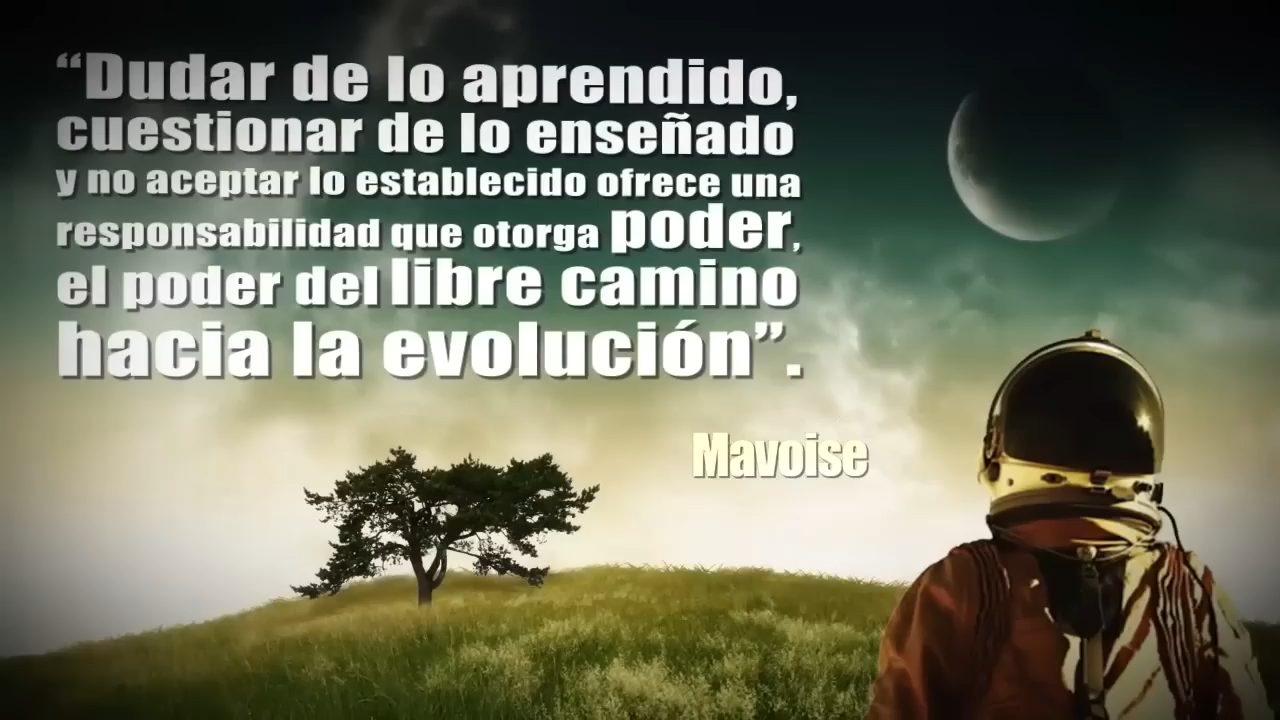 “Dudar de lo aprendido,
cuestionar de lo enseñado
y no aceptar lo establecido ofrece una
responsabilidad que otorga poder,
el poder del libre camino
hacia la evolución”.
Mavoise